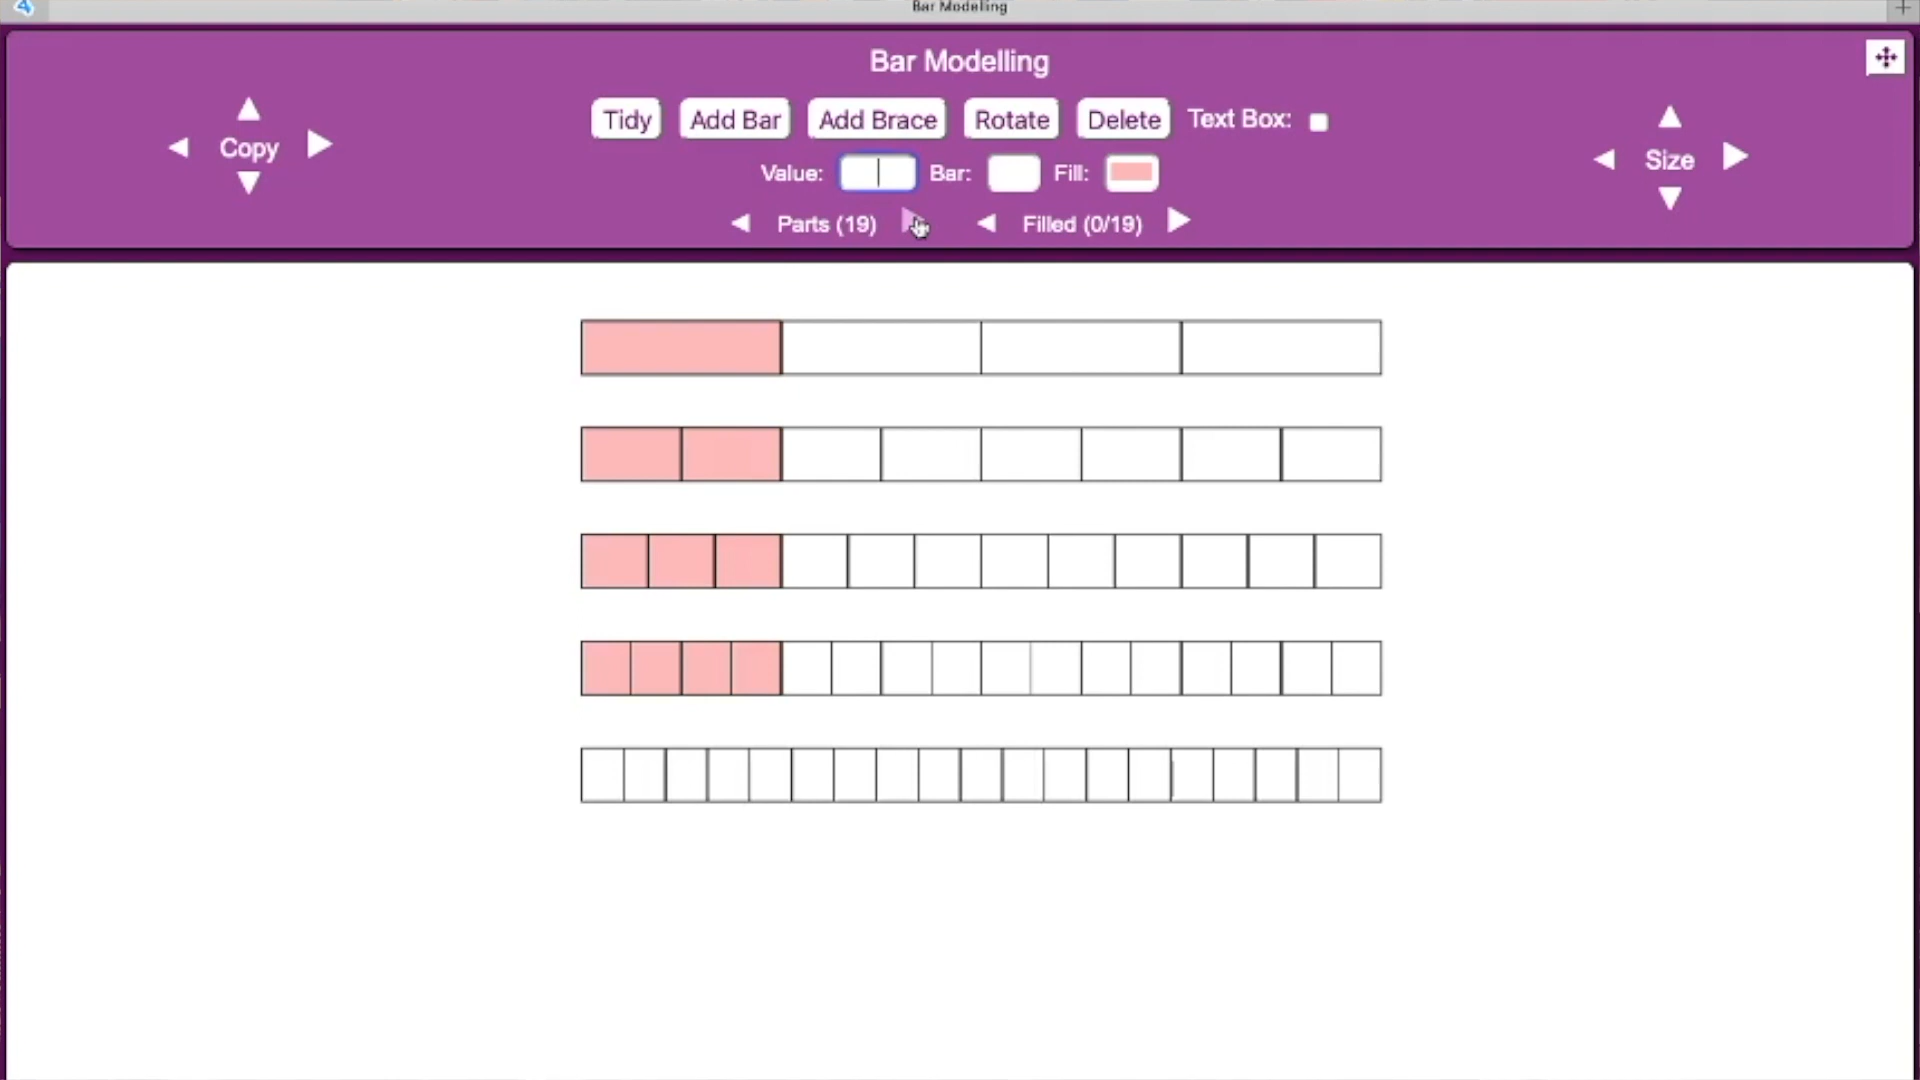 Bar Modelling
Bar Modelling
Tidy Add Bar Add Brace Rotate Delete Text Box:
Copy
Size
Value: Bar: Fill:
Parts (19) Filled (0/19)